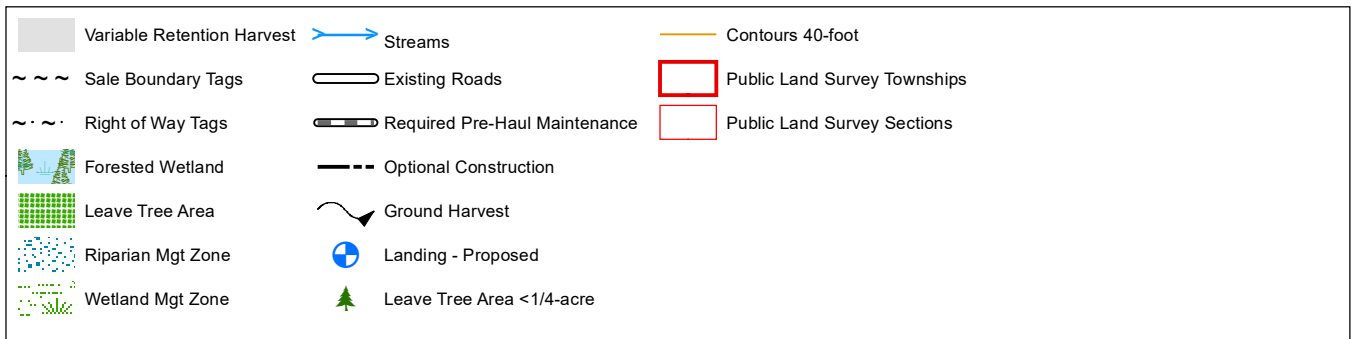 Variable Retention Harvest
Sale Boundary Tags
Right of Way Tags
Forested Wetland
Leave Tree Area
Riparian Mgt Zone
Wetland Mgt Zone
Streams
Existing Roads
Required Pre-Haul Maintenance
Optional Construction
Ground Harvest
Landing - Proposed
Leave Tree Area <1/4-acre
Contours 40-foot
Public Land Survey Townships
Public Land Survey Sections